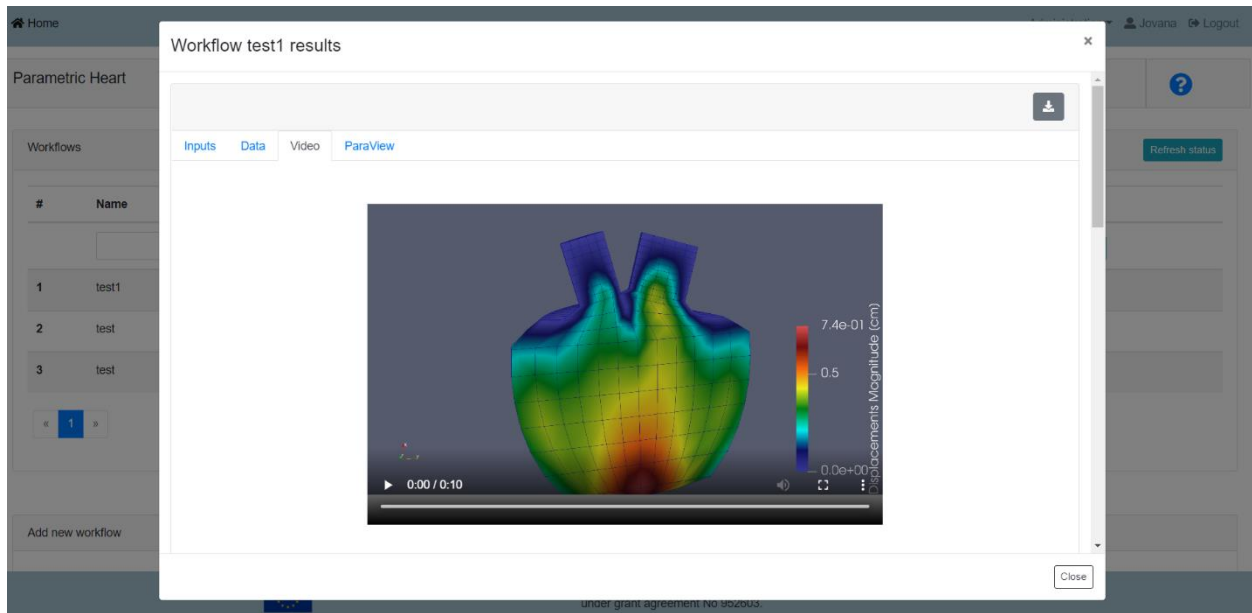 Home
Jovana Logout
Workflow test1 results
×
Parametric Heart
?
Workflows
Refresh status
Inputs Data Video ParaView
# Name
1 test1
2 test
3 test
« 1 »
7.4e-01
0.5
0.0e+00
Displacements Magnitude (cm)
0:00 / 0:10
Add new workflow
Close
under grant agreement No 952603.